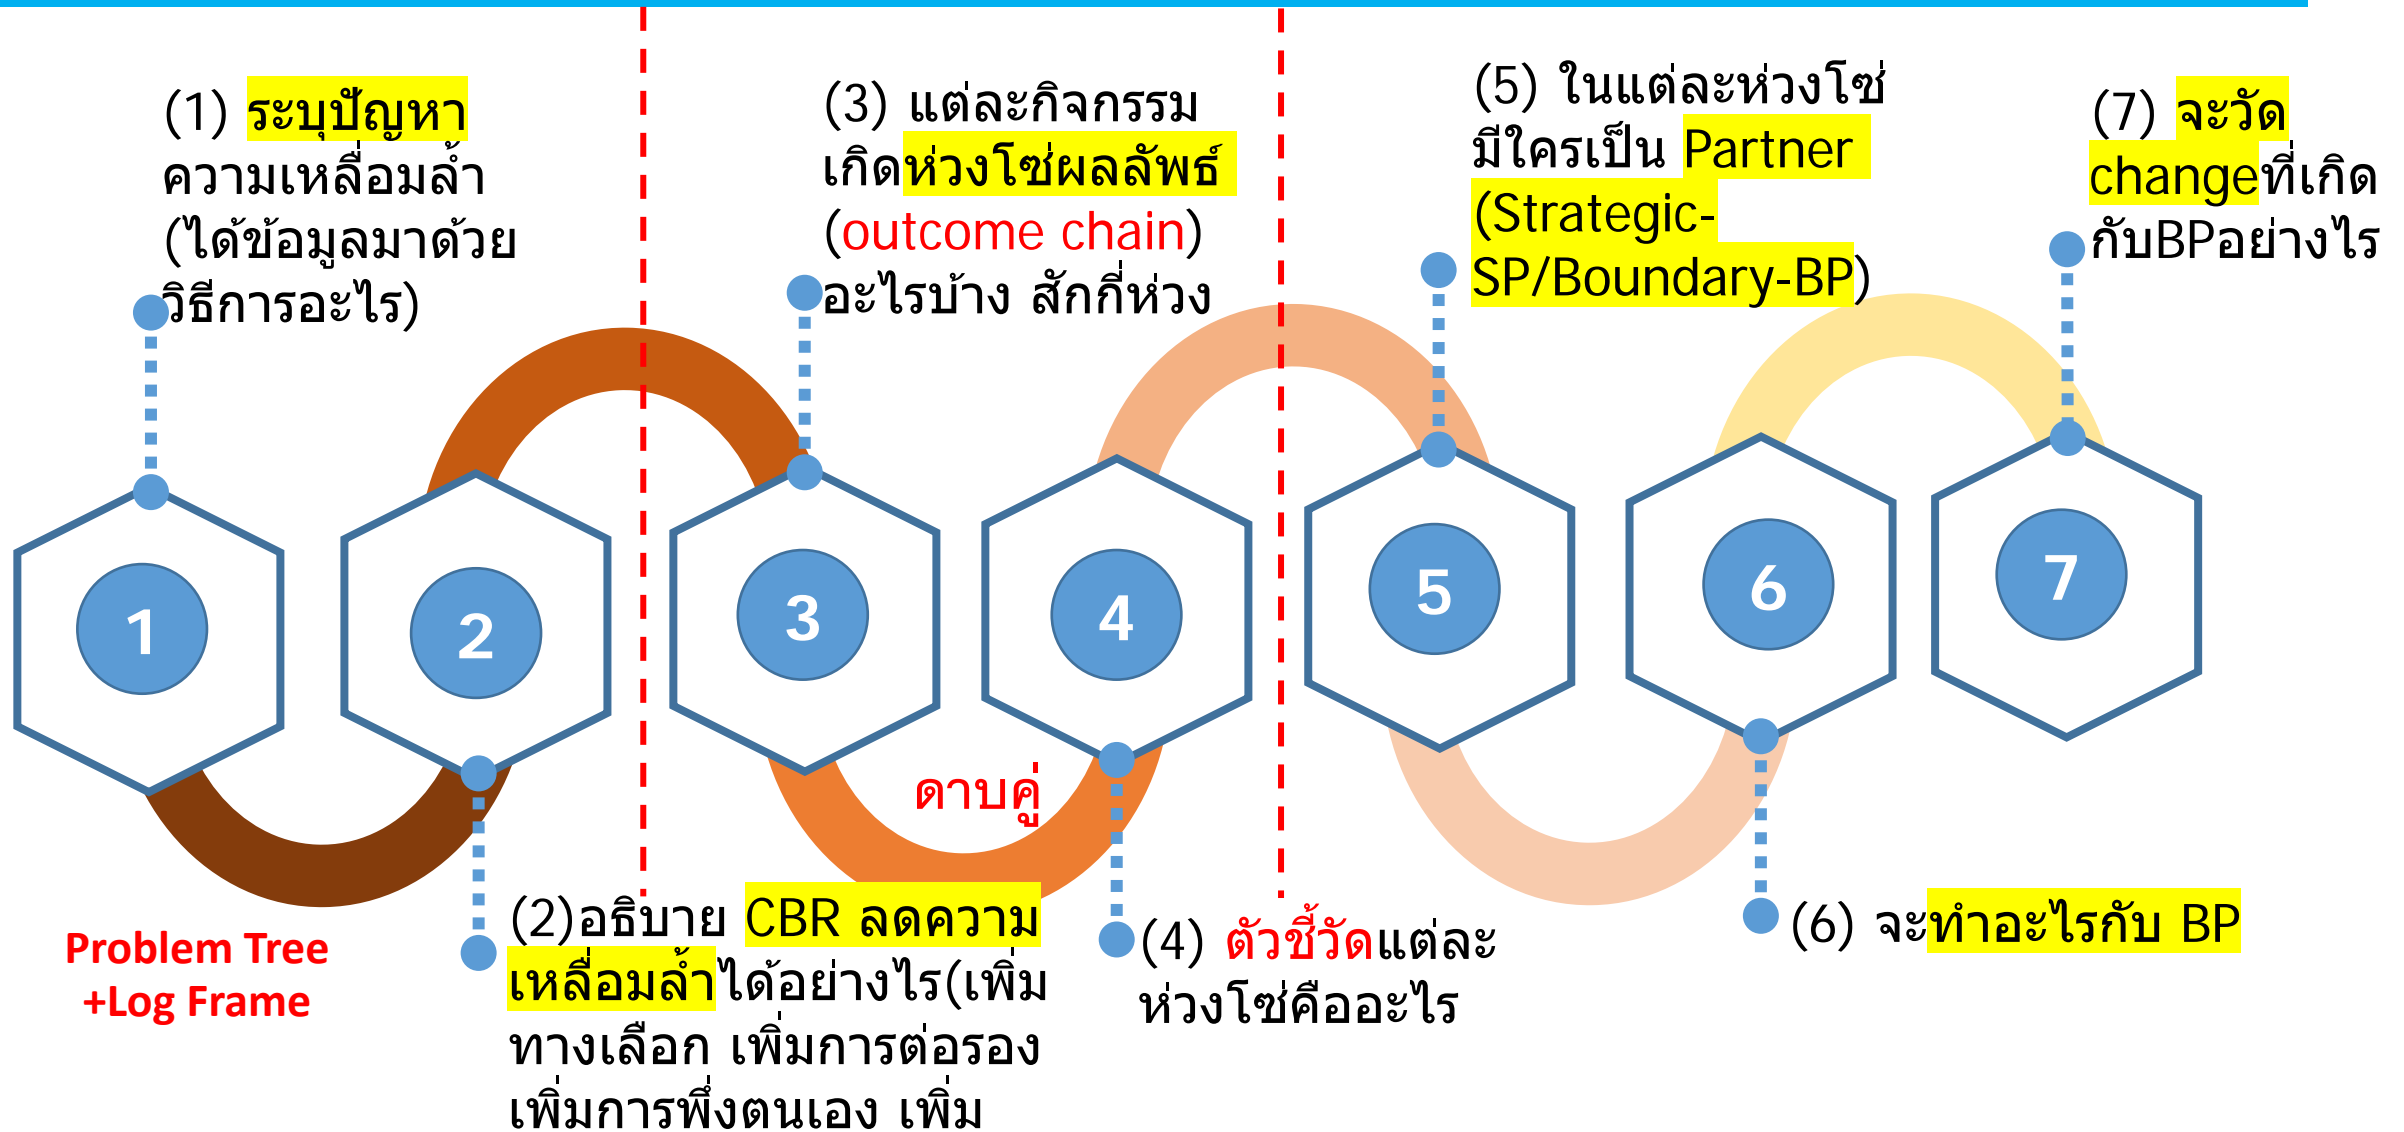 (1) ระบุปัญหา
ความเหลื่อมล้ำ
(ได้ข้อมูลมาด้วย
วิธีการอะไร)
(3) แต่ละกิจกรรม
เกิดห่วงโซ่ผลลัพธ์
(outcome chain)
อะไรบ้าง สักกี่ห่วง
(5) ในแต่ละห่วงโซ่
มีใครเป็น Partner
(Strategic-
SP/Boundary-BP)
(7) จะวัด
changeที่เกิด
กับBPอย่างไร
1
2
3
4
5
6
7
ดาบคู่
Problem Tree
+Log Frame
(2)อธิบาย CBR ลดความ
เหลื่อมล้ำได้อย่างไร(เพิ่ม
ทางเลือก เพิ่มการต่อรอง
เพิ่มการพึ่งตนเอง เพิ่ม
(4) ตัวชี้วัดแต่ละ
ห่วงโซ่คืออะไร
(6) จะทำอะไรกับ BP